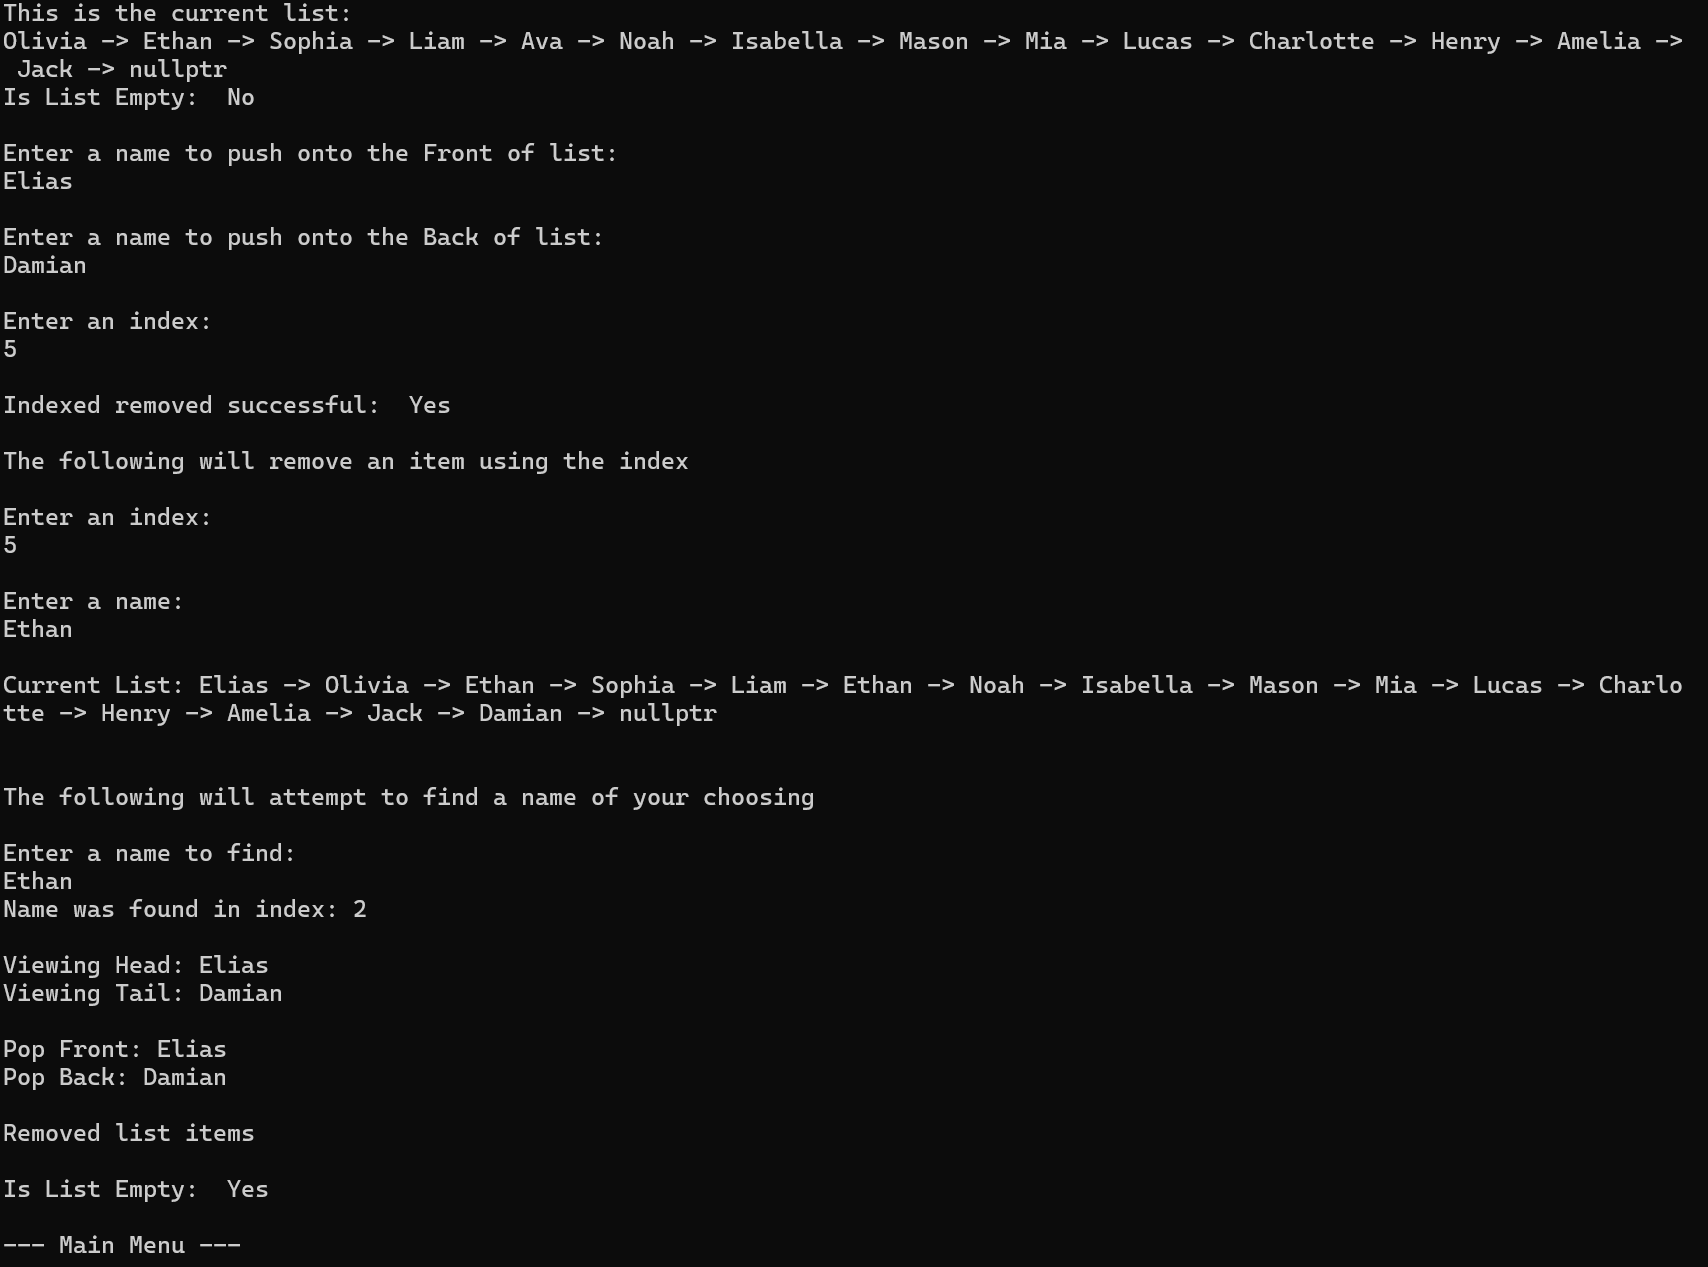 This is the current list:
Olivia -> Ethan -> Sophia -> Liam -> Ava -> Noah -> Isabella -> Mason -> Mia -> Lucas -> Charlotte -> Henry -> Amelia ->
 Jack -> nullptr
Is List Empty:  No
Enter a name to push onto the Front of list:
Elias
Enter a name to push onto the Back of list:
Damian
Enter an index:
5
Indexed removed successful:  Yes
The following will remove an item using the index
Enter an index:
5
Enter a name:
Ethan
Current List: Elias -> Olivia -> Ethan -> Sophia -> Liam -> Ethan -> Noah -> Isabella -> Mason -> Mia -> Lucas -> Charlo
tte -> Henry -> Amelia -> Jack -> Damian -> nullptr
The following will attempt to find a name of your choosing
Enter a name to find:
Ethan
Name was found in index: 2
Viewing Head: Elias
Viewing Tail: Damian
Pop Front: Elias
Pop Back: Damian
Removed list items
Is List Empty:  Yes
--- Main Menu ---